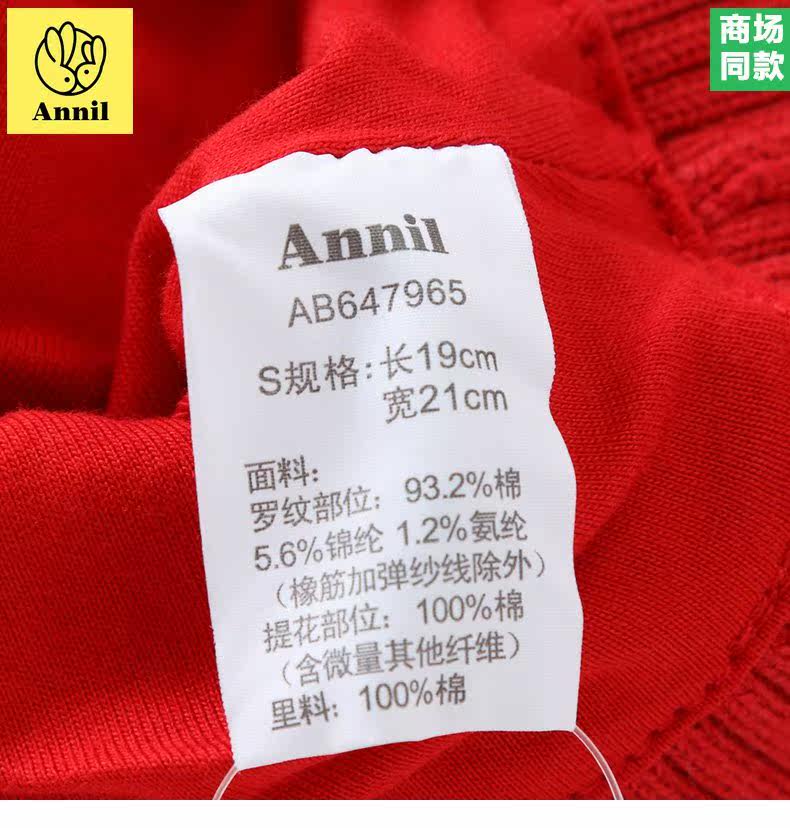 Annil
商场
同款
Annil
AB647965
S规格:长19cm
宽21cm
面料:
罗纹部位: 93.2%棉
5.6%锦纶 1.2%氨纶
(橡筋加弹纱线除外)
提花部位: 100%棉
(含微量其他纤维)
里料: 100%棉